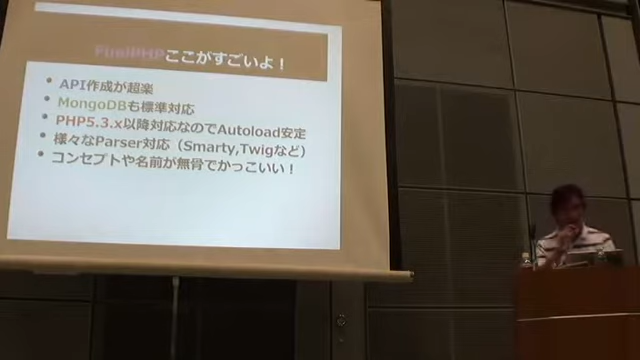 FuelPHPここがすごいよ！
• API作成が超楽
• MongoDBも標準対応
• PHP5.3.x以降対応なのでAutoload安定
• 様々なParser対応（Smarty,Twigなど）
• コンセプトや名前が無骨でかっこいい！